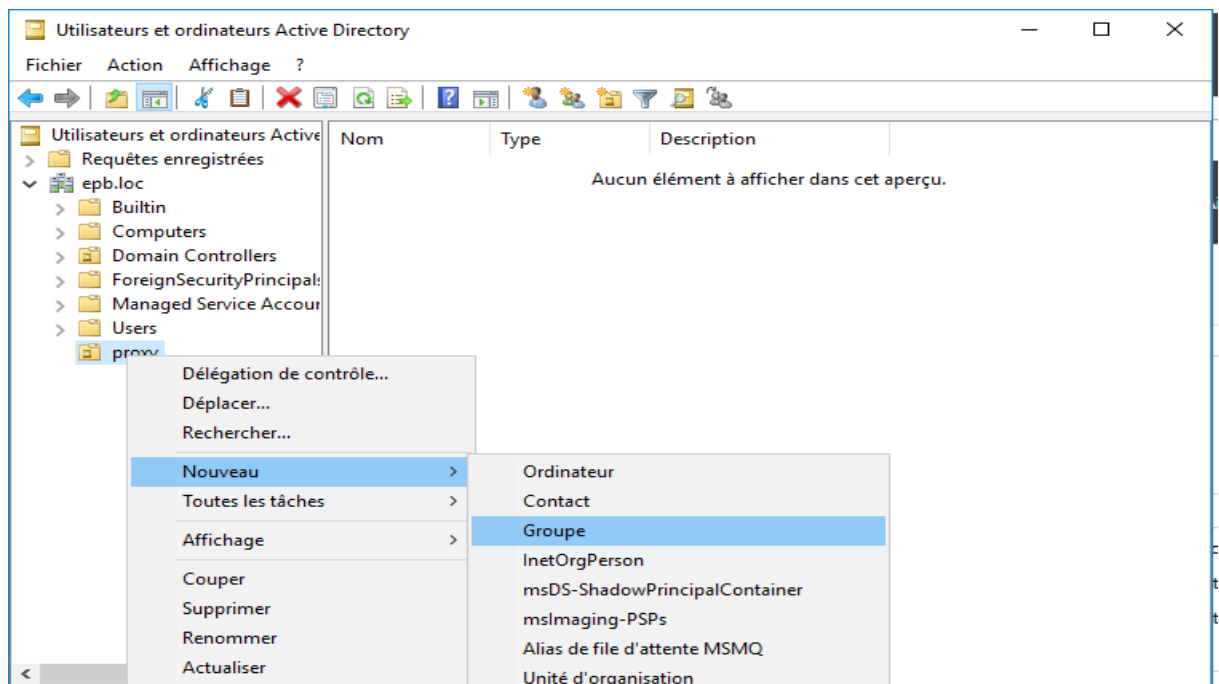 Utilisateurs et ordinateurs Active Directory
Fichier Action Affichage ?
Utilisateurs et ordinateurs Active
Requêtes enregistrées
epb.loc
Builtin
Computers
Domain Controllers
ForeignSecurityPrincipals
Managed Service Accour
Users
proxy
Nom Type Description
Aucun élément à afficher dans cet aperçu.
Délégation de contrôle...
Déplacer...
Rechercher...
Nouveau >
Toutes les tâches >
Affichage >
Couper
Supprimer
Renommer
Actualiser
Ordinateur
Contact
Groupe
InetOrgPerson
msDS-ShadowPrincipalContainer
msImaging-PSPs
Alias de file d'attente MSMQ
Unité d'organisation